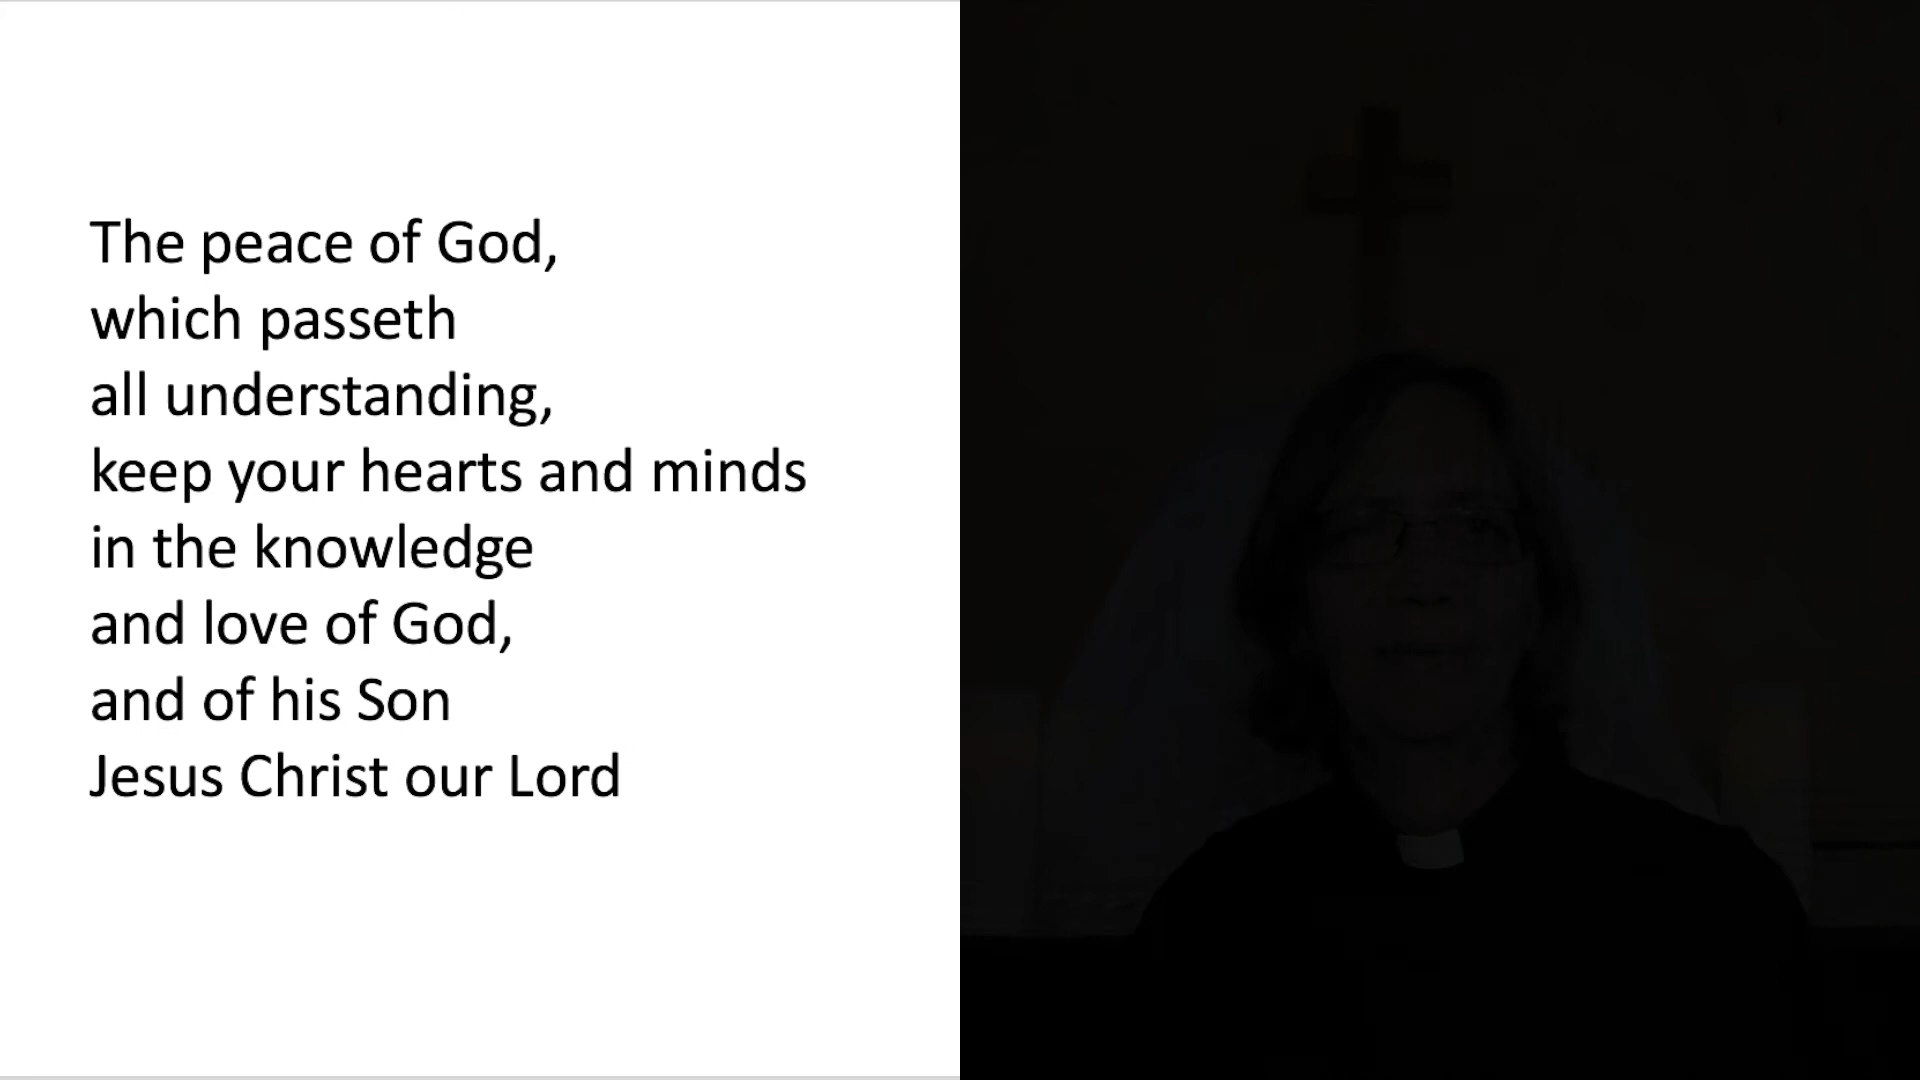 The peace of God,
which passeth
all understanding,
keep your hearts and minds
in the knowledge
and love of God,
and of his Son
Jesus Christ our Lord